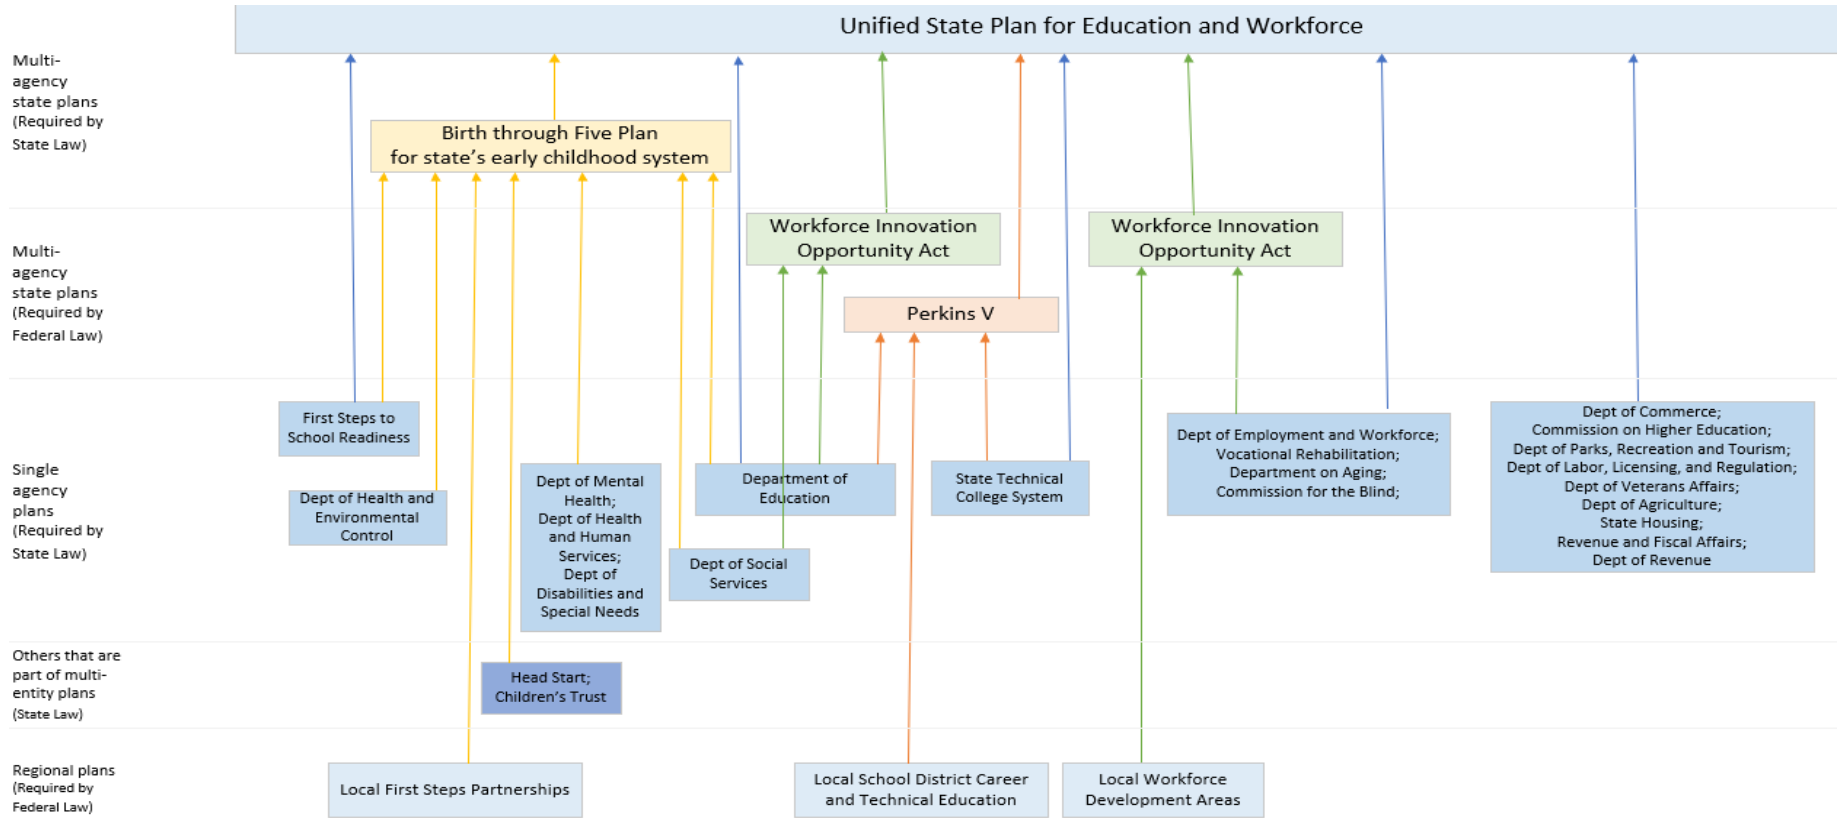 Unified State Plan for Education and Workforce
Multi-
agency
state plans
(Required by
State Law)
Birth through Five Plan
for state's early childhood system
Multi-
agency
state plans
(Required by
Federal Law)
Workforce Innovation
Opportunity Act
Workforce Innovation
Opportunity Act
Perkins V
Single
agency
plans
(Required by
State Law)
First Steps to
School Readiness
Dept of Health and
Environmental
Control
Dept of Mental
Health;
Dept of Health
and Human
Services;
Dept of
Disabilities and
Special Needs
Department of
Education
Dept of Social
Services
State Technical
College System
Dept of Employment and Workforce;
Vocational Rehabilitation;
Department on Aging;
Commission for the Blind;
Dept of Commerce;
Commission on Higher Education;
Dept of Parks, Recreation and Tourism;
Dept of Labor, Licensing, and Regulation;
Dept of Veterans Affairs;
Dept of Agriculture;
State Housing;
Revenue and Fiscal Affairs;
Dept of Revenue
Others that are
part of multi-
entity plans
(State Law)
Head Start;
Children's Trust
Regional plans
(Required by
Federal Law)
Local First Steps Partnerships
Local School District Career
and Technical Education
Local Workforce
Development Areas